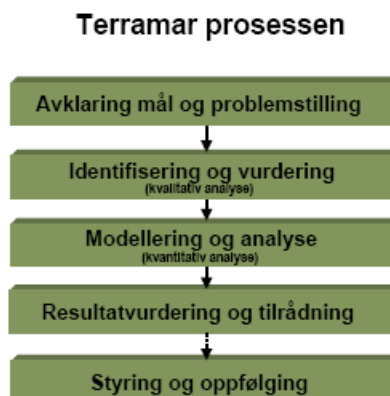 Terramar prosessen
Avklaring mål og problemstilling
Identifisering og vurdering
(kvalitativ analyse)
Modellering og analyse
(kvantitativ analyse)
Resultatvurdering og tilrådning
Styring og oppfølging